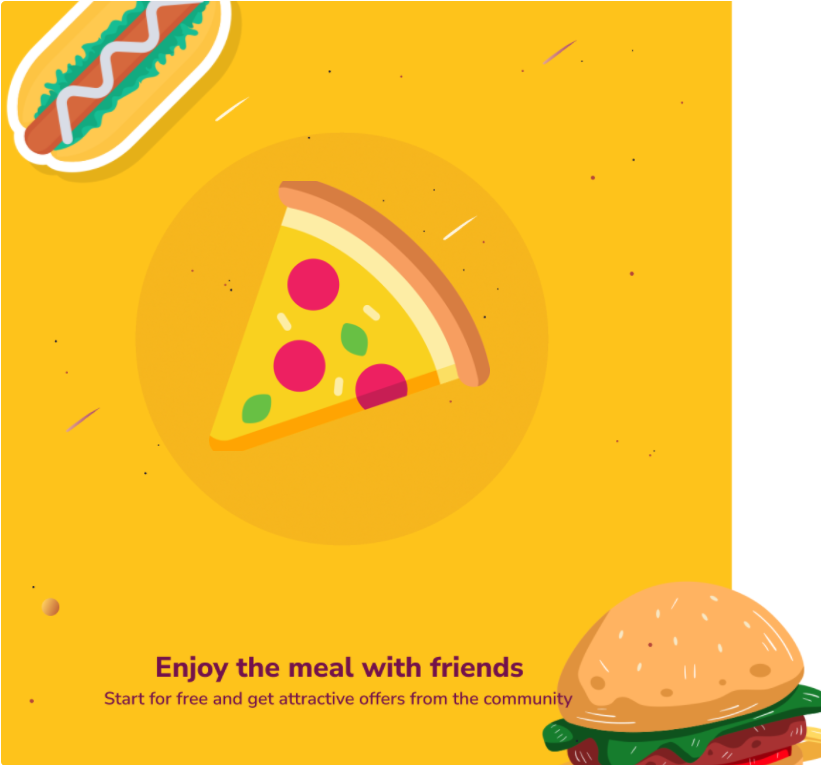 Enjoy the meal with friends
Start for free and get attractive offers from the community